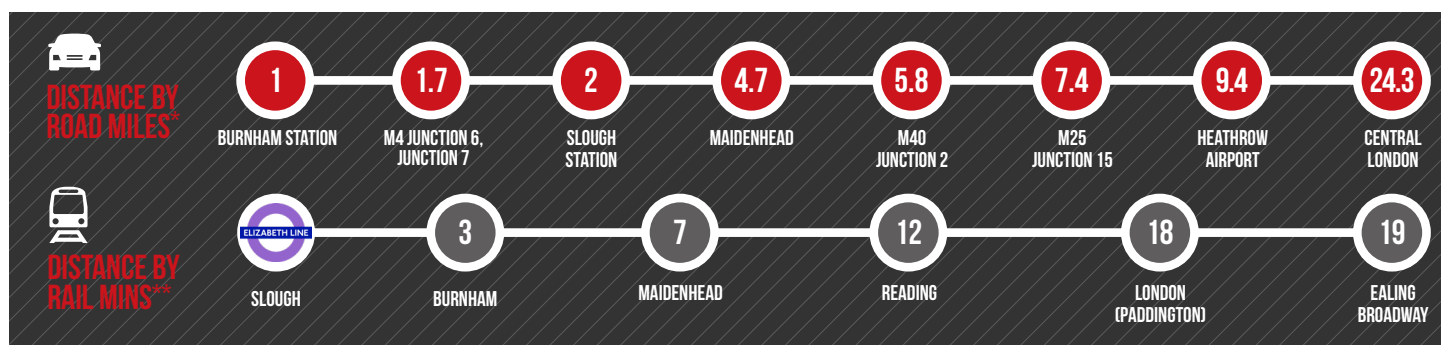 DISTANCE BY
ROAD MILES*
1
1.7
2
4.7
5.8
7.4
9.4
24.3
BURNHAM STATION
M4 JUNCTION 6,
JUNCTION 7
SLOUGH
STATION
MAIDENHEAD
M40
JUNCTION 2
M25
JUNCTION 15
HEATHROW
AIRPORT
CENTRAL
LONDON
DISTANCE BY
RAIL MINS**
ELIZABETH LINE
3
7
12
18
19
SLOUGH
BURNHAM
MAIDENHEAD
READING
LONDON
(PADDINGTON)
EALING
BROADWAY